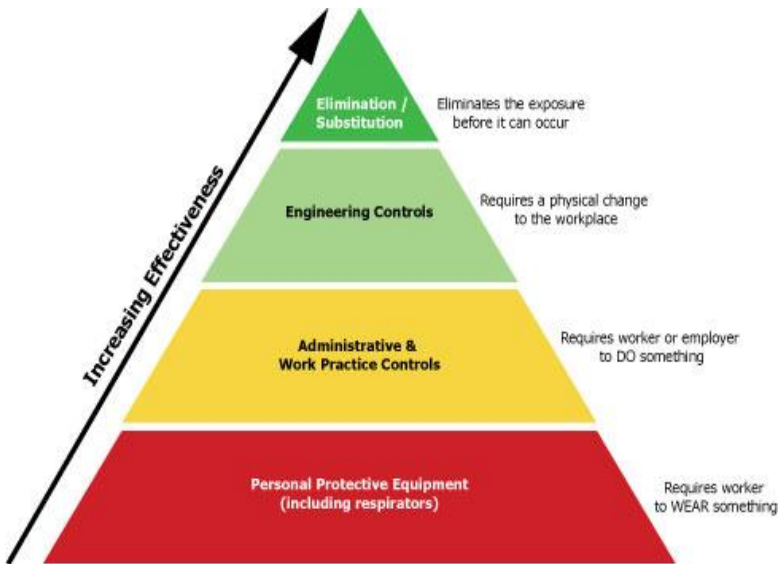 Elimination /
Substitution
Eliminates the exposure
before it can occur
Engineering Controls
Requires a physical change
to the workplace
Increasing Effectiveness
Administrative &
Work Practice Controls
Requires worker or employer
to DO something
Personal Protective Equipment
(including respirators)
Requires worker
to WEAR something